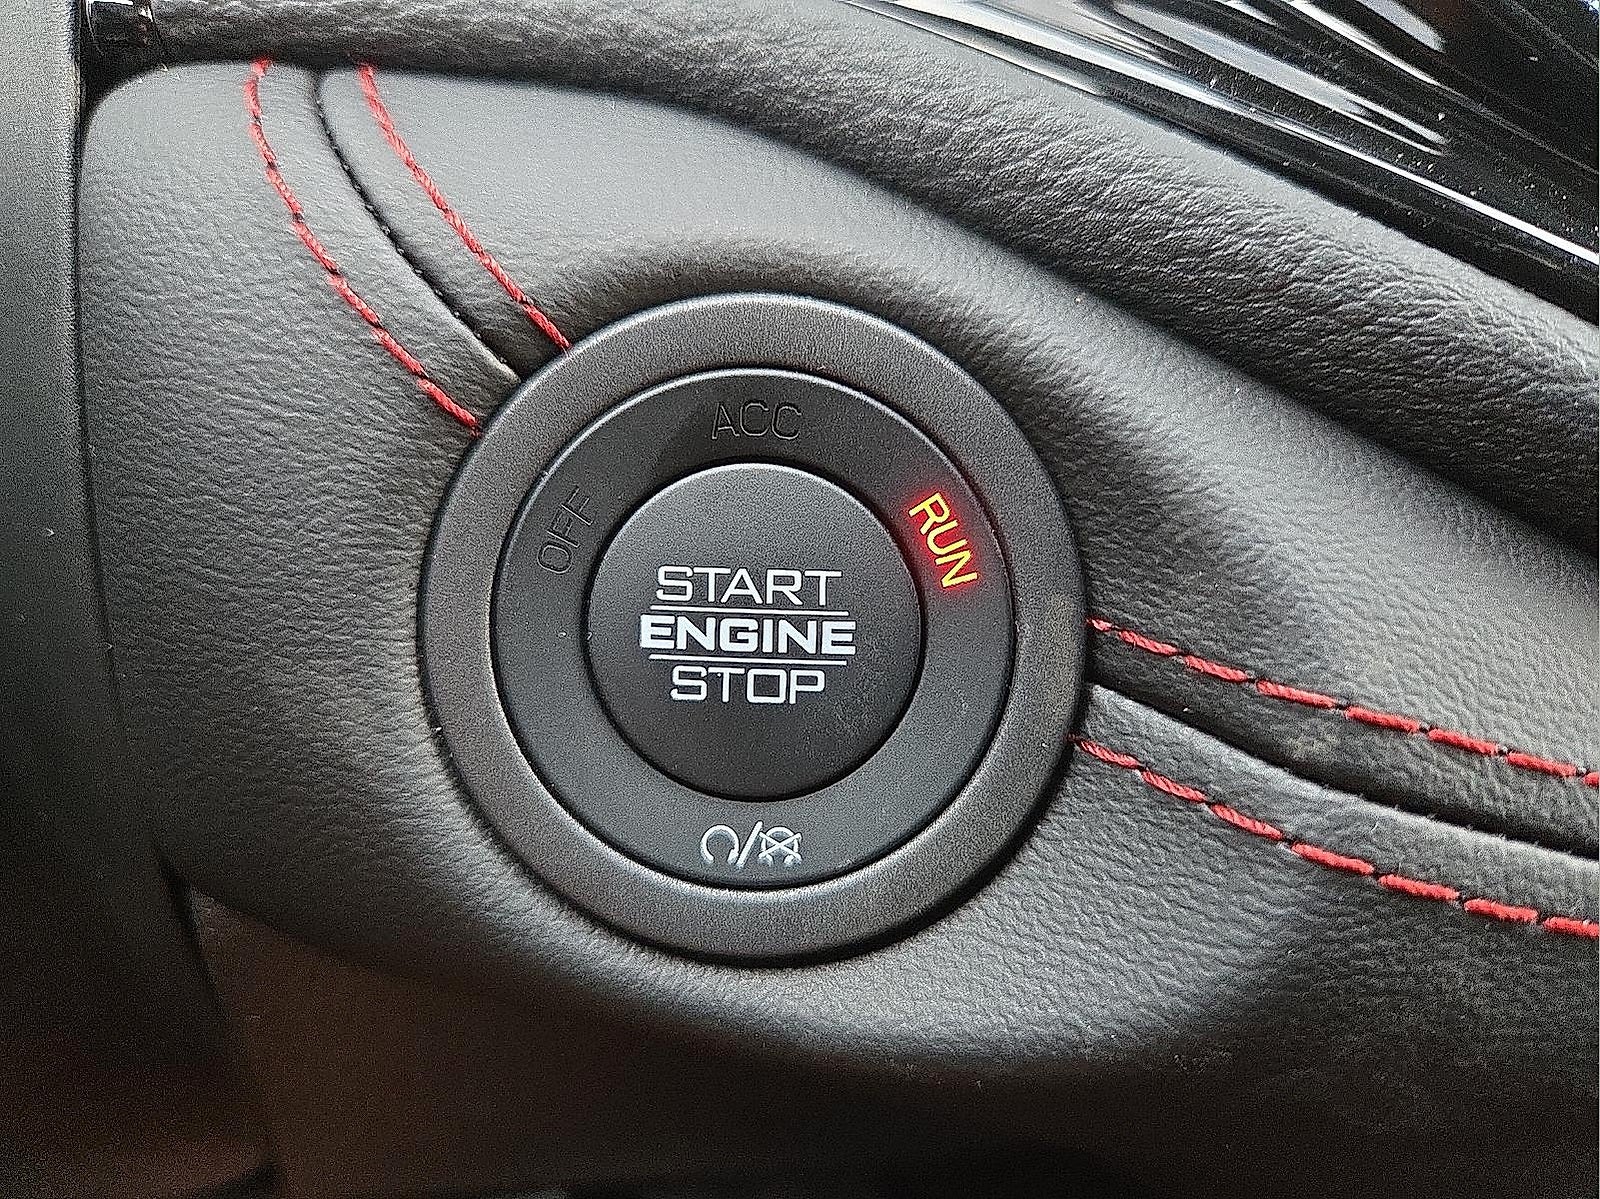 ACC
OFF
RUN
START
ENGINE
STOP